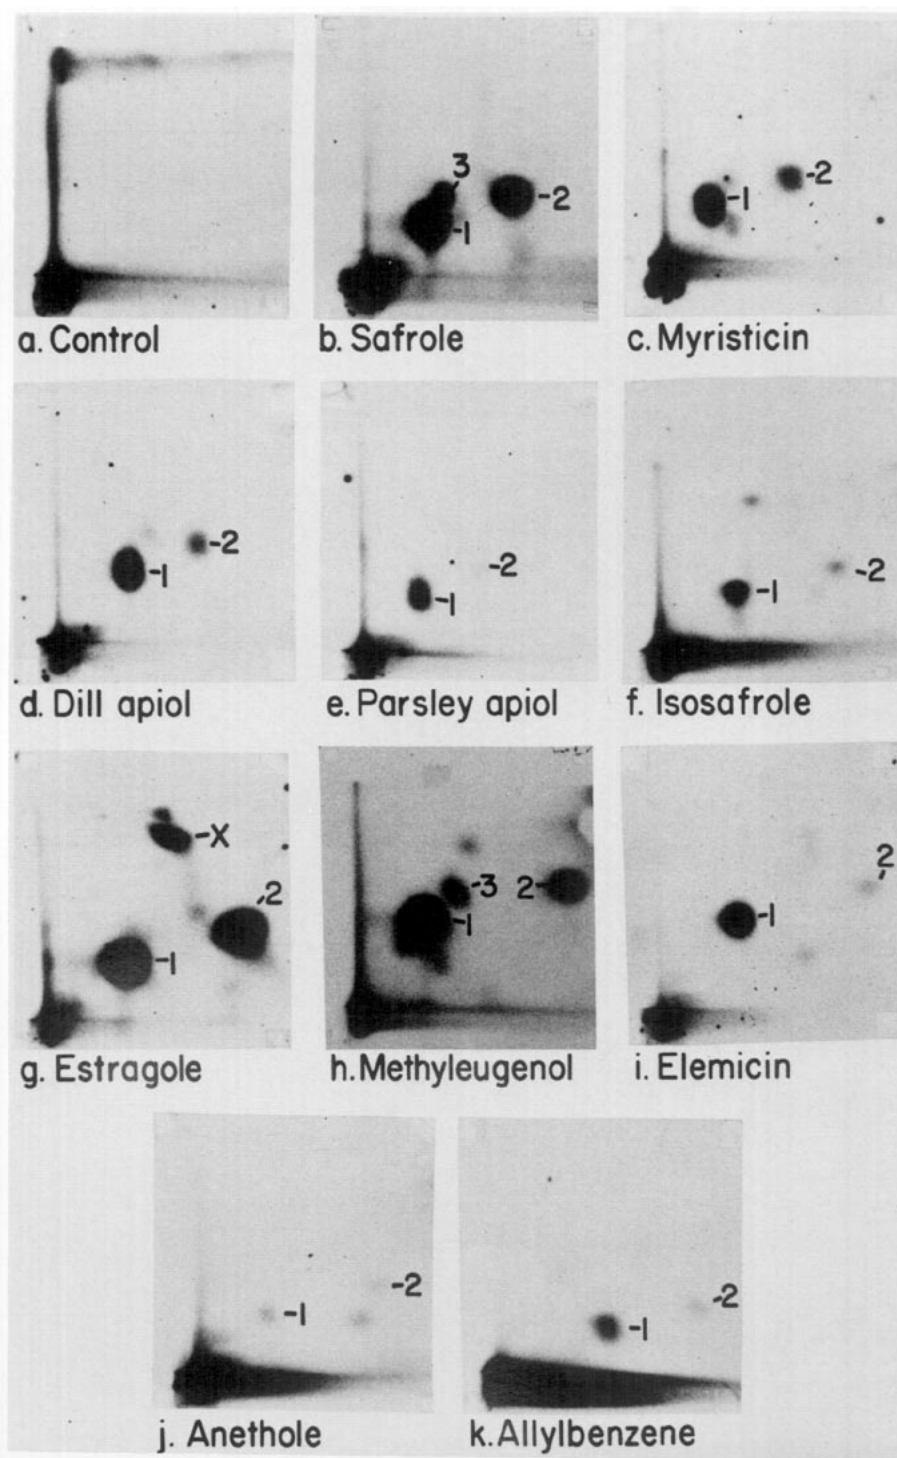 3
-2
-1
-1
-2
a. Control
b. Safrole
c. Myristicin
-2
-1
-2
-1
-2
-1
d. Dill apiol
e. Parsley apiol
f. Isosafrole
-X
2
-1
-3
2-
-1
2
-1
g. Estragole
h. Methyleugenol
i. Elemicin
-2
-1
-2
-1
j. Anethole
k. Allylbenzene